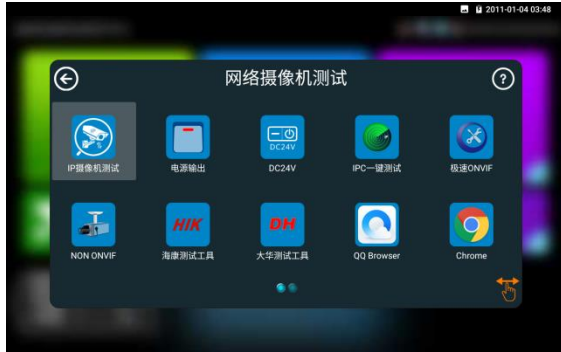 2011-01-04 03:48
网络摄像机测试
?
DC24V
IP摄像机测试
电源输出
DC24V
IPC一键测试
极速ONVIF
HIK
DH
NON ONVIF
海康测试工具
大华测试工具
QQ Browser
Chrome